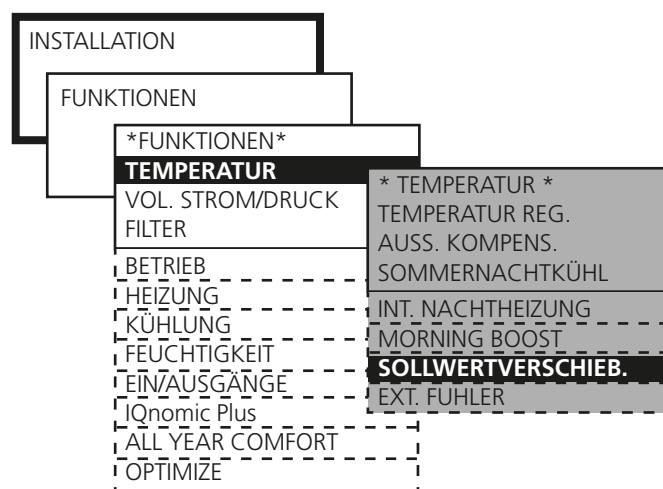 INSTALLATION
FUNKTIONEN
*FUNKTIONEN*
TEMPERATUR
VOL. STROM/DRUCK
FILTER
BETRIEB
HEIZUNG
KÜHLUNG
FEUCHTIGKEIT
EIN/AUSGÄNGE
IQnomic Plus
ALL YEAR COMFORT
OPTIMIZE
* TEMPERATUR *
TEMPERATUR REG.
AUSS. KOMPENS.
SOMMERNACHTKÜHL
INT. NACHTHEIZUNG
MORNING BOOST
SOLLWERTVERSCHIEB.
EXT. FUHLER